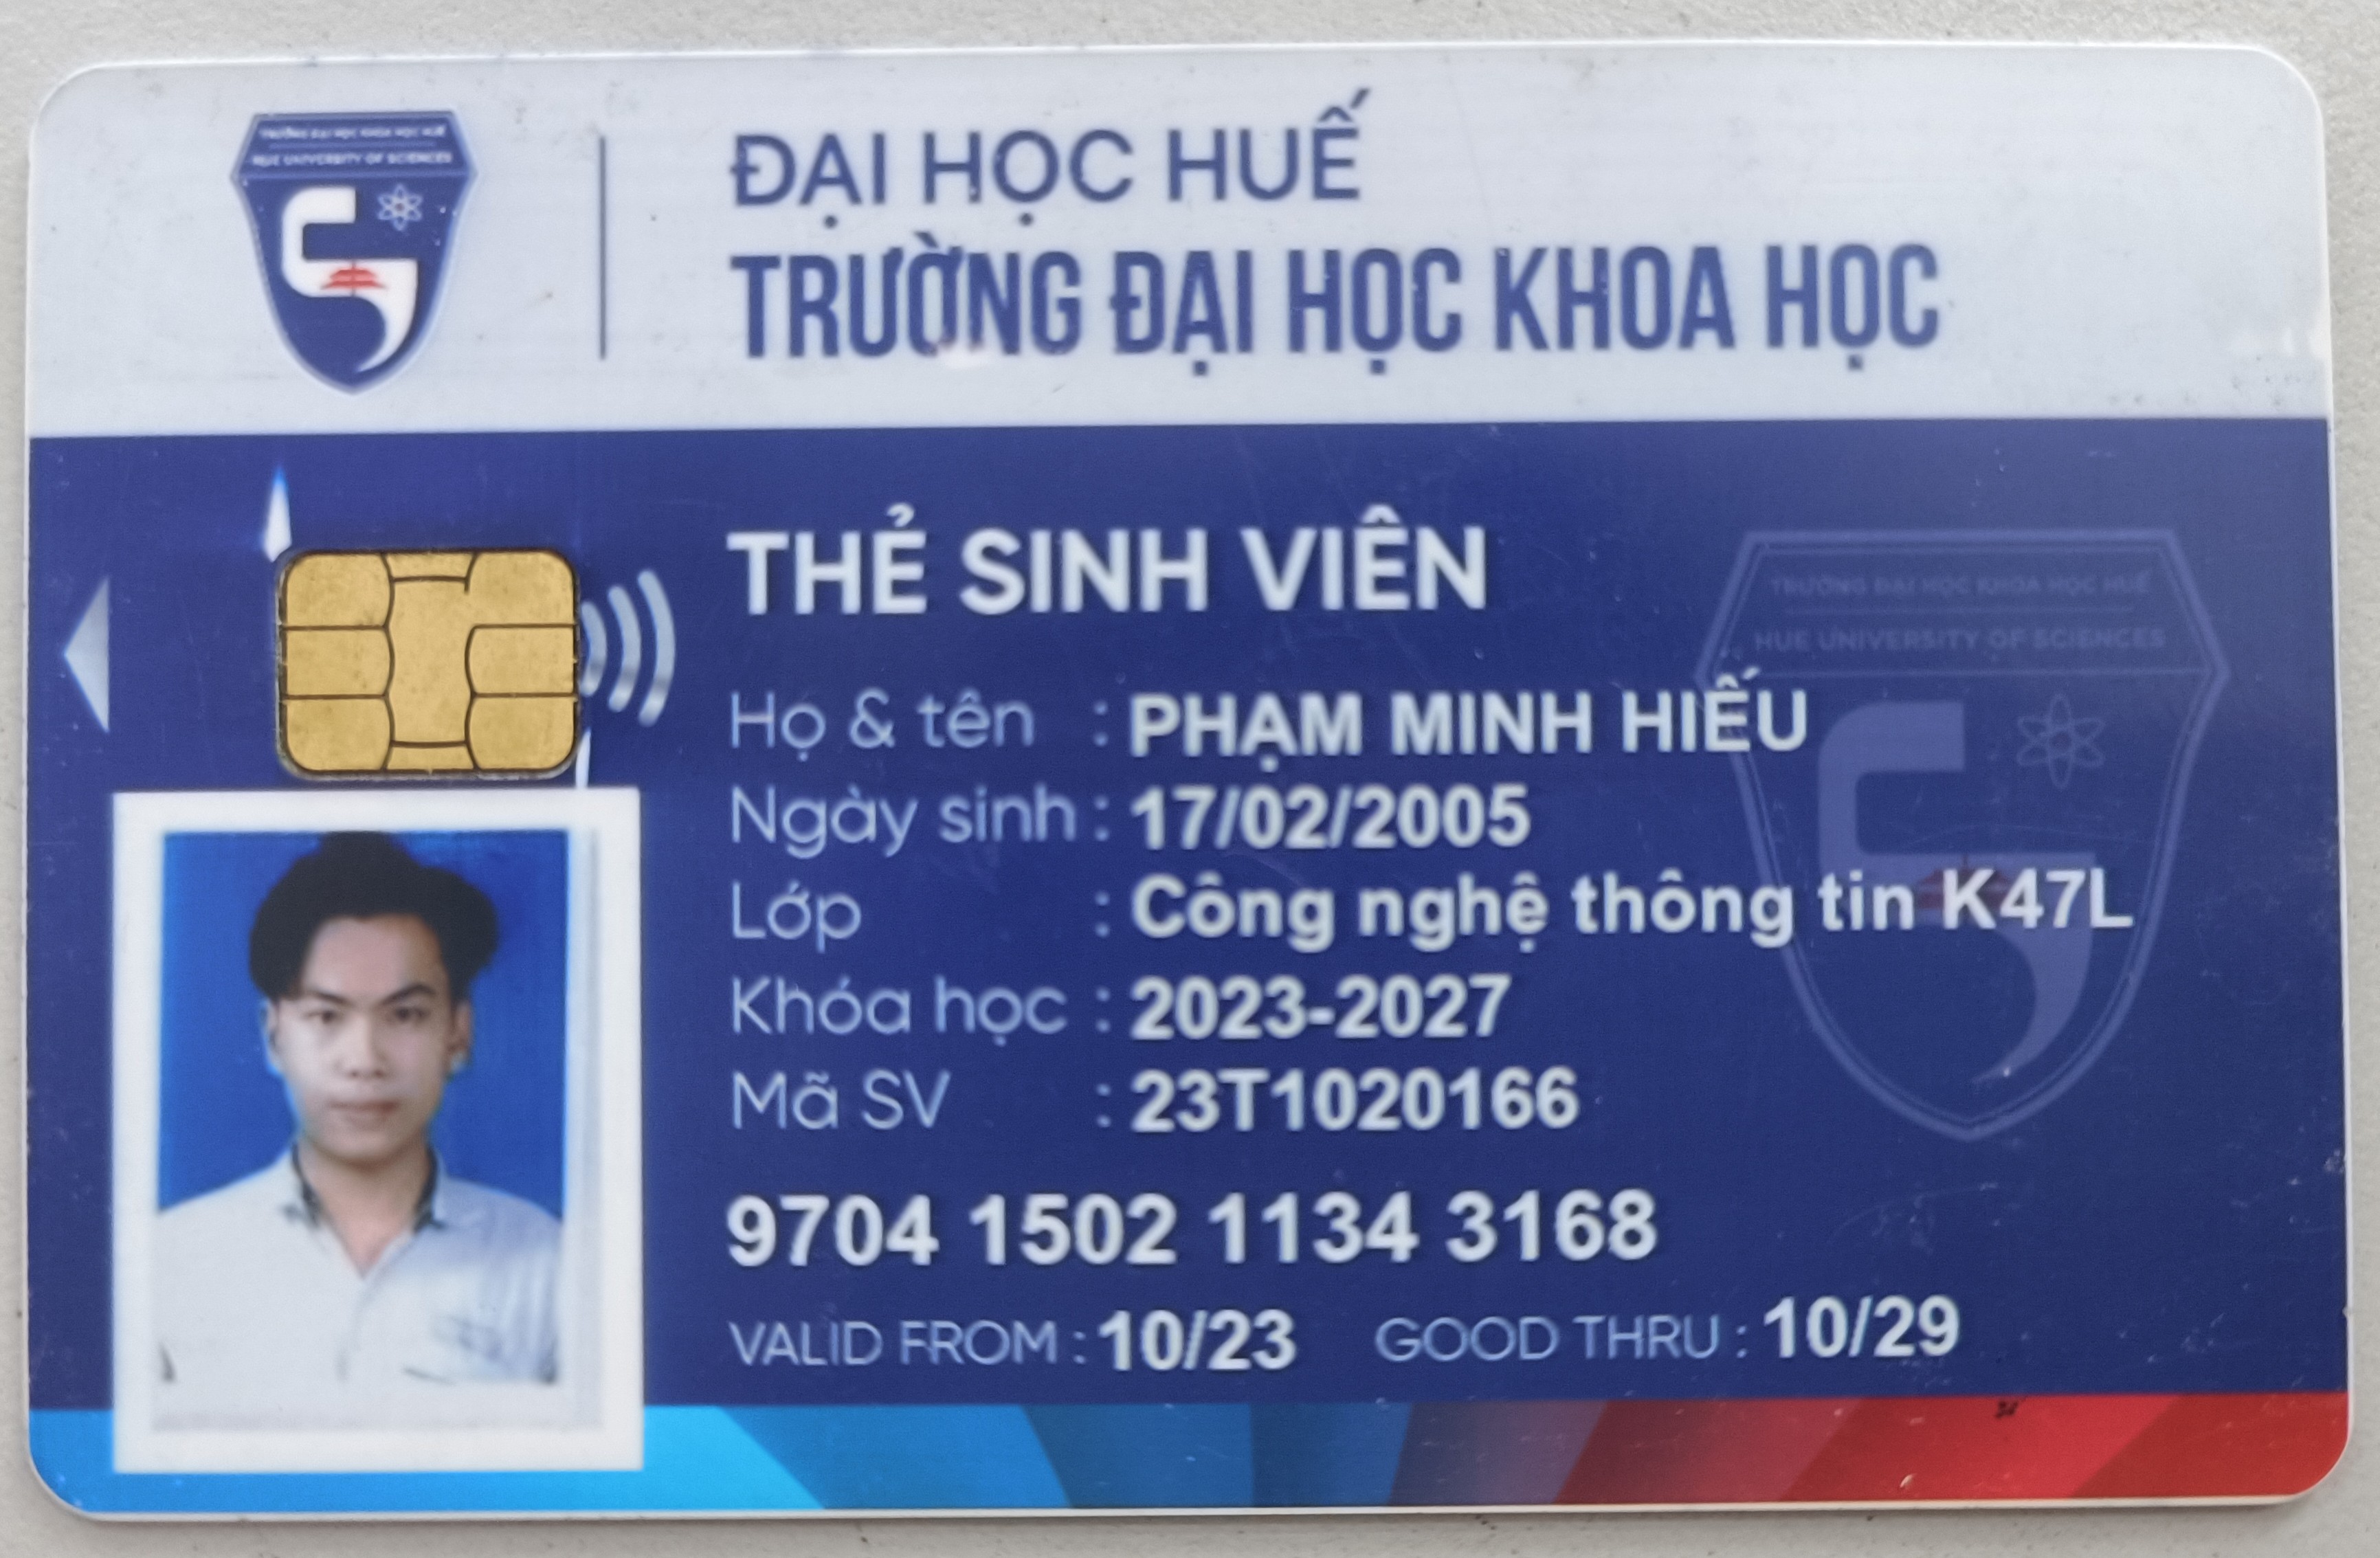 TRƯỜNG ĐẠI HỌC KHOA HỌC HUẾ
HUE UNIVERSITY OF SCIENCES
ĐẠI HỌC HUẾ
TRƯỜNG ĐẠI HỌC KHOA HỌC
THẺ SINH VIÊN
TRƯỜNG ĐẠI HỌC KHOA HỌC HUẾ
HUE UNIVERSITY OF SCIENCES
Họ & tên : PHẠM MINH HIẾU
Ngày sinh : 17/02/2005
Lớp : Công nghệ thông tin K47L
Khóa học : 2023-2027
Mã SV : 23T1020166
9704 1502 1134 3168
VALID FROM : 10/23 GOOD THRU : 10/29